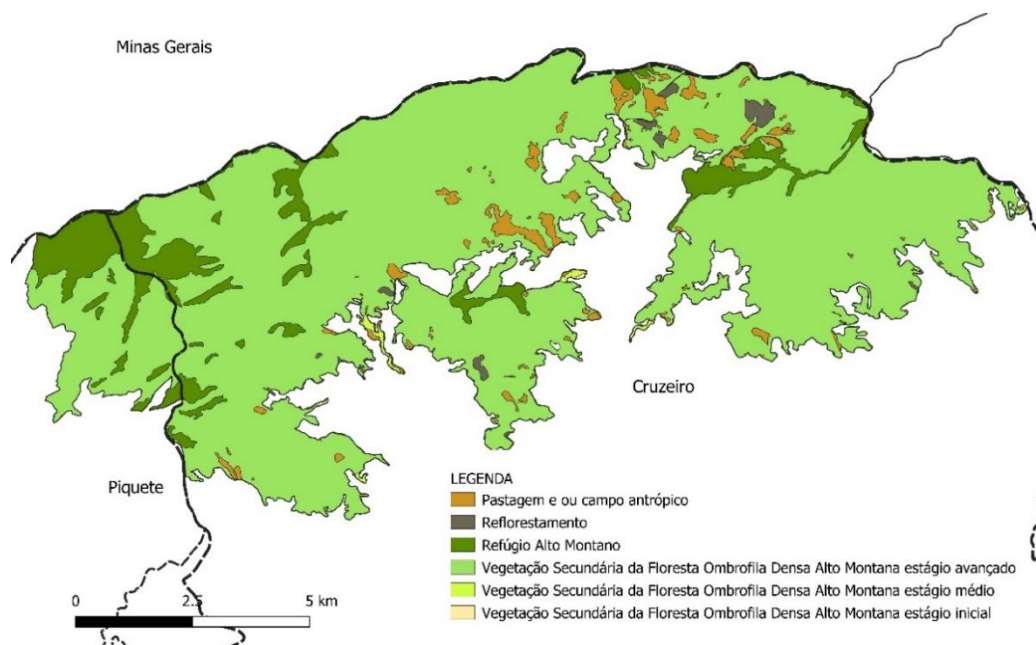 Minas Gerais
Cruzeiro
Piquete
LEGENDA
Pastagem e ou campo antrópico
Reflorestamento
Refúgio Alto Montano
Vegetação Secundária da Floresta Ombrofila Densa Alto Montana estágio avançado
Vegetação Secundária da Floresta Ombrofila Densa Alto Montana estágio médio
Vegetação Secundária da Floresta Ombrofila Densa Alto Montana estágio inicial
0 2.5 5 km